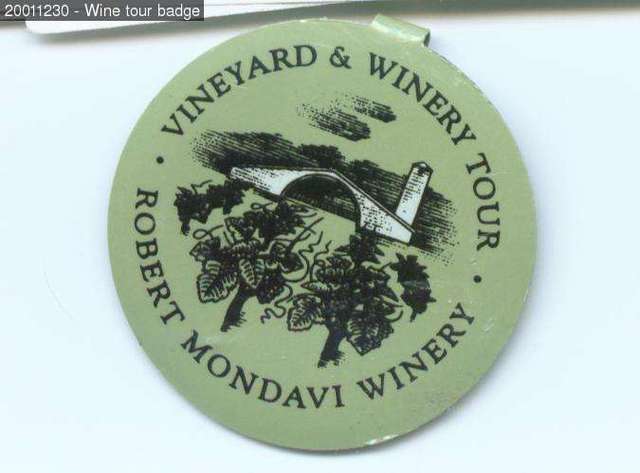 20011230 - Wine tour badge
VINEYARD & WINERY TOUR
ROBERT MONDAVI WINERY